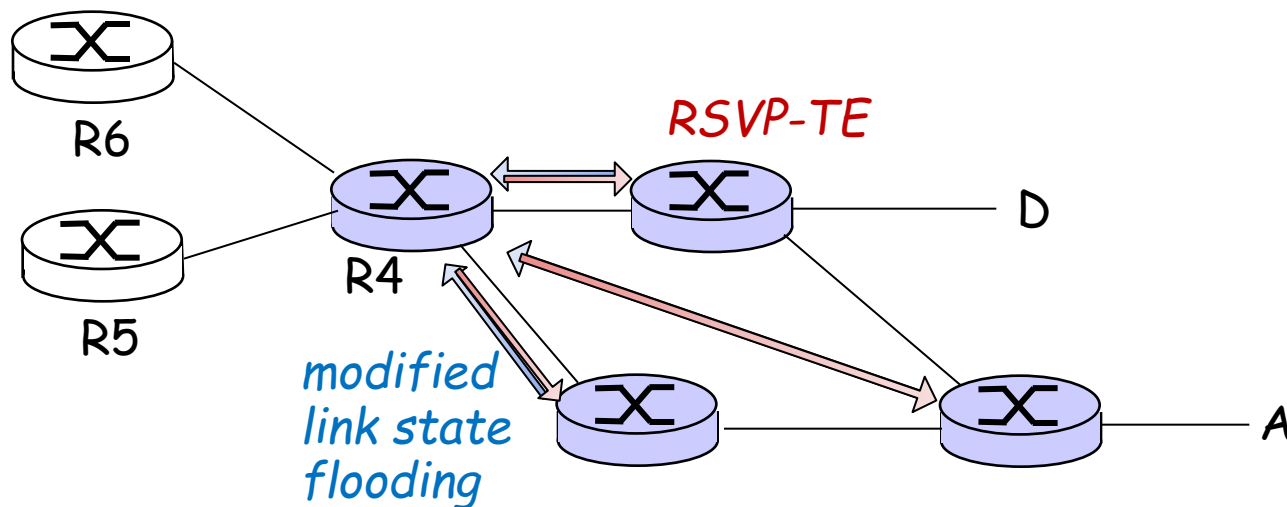 R6
RSVP-TE
D
R4
R5
modified
link state
flooding
A